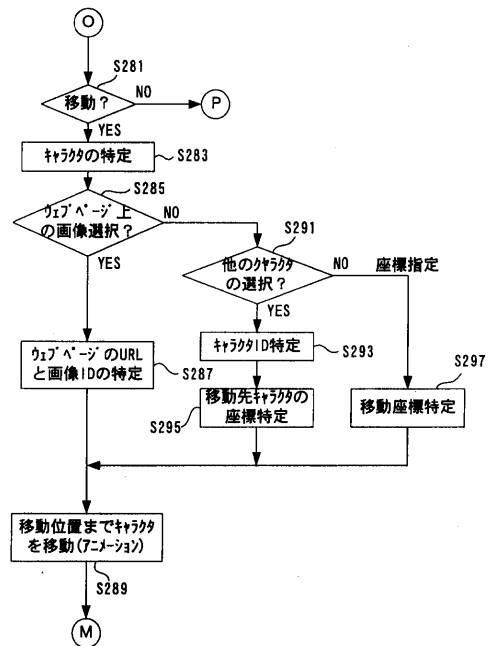 O
S281
移動?
NO
P
YES
キャラクタの特定
S283
S285
ウェブページ上
の画像選択?
NO
YES
S291
他のクャラクタ
の選択?
NO
座標指定
YES
ウェブページのURL
と画像IDの特定
S287
キャラクタID特定
S293
移動先キャラクタの
座標特定
S295
S297
移動座標特定
移動位置までキャラクタ
を移動(アニメーション)
S289
M